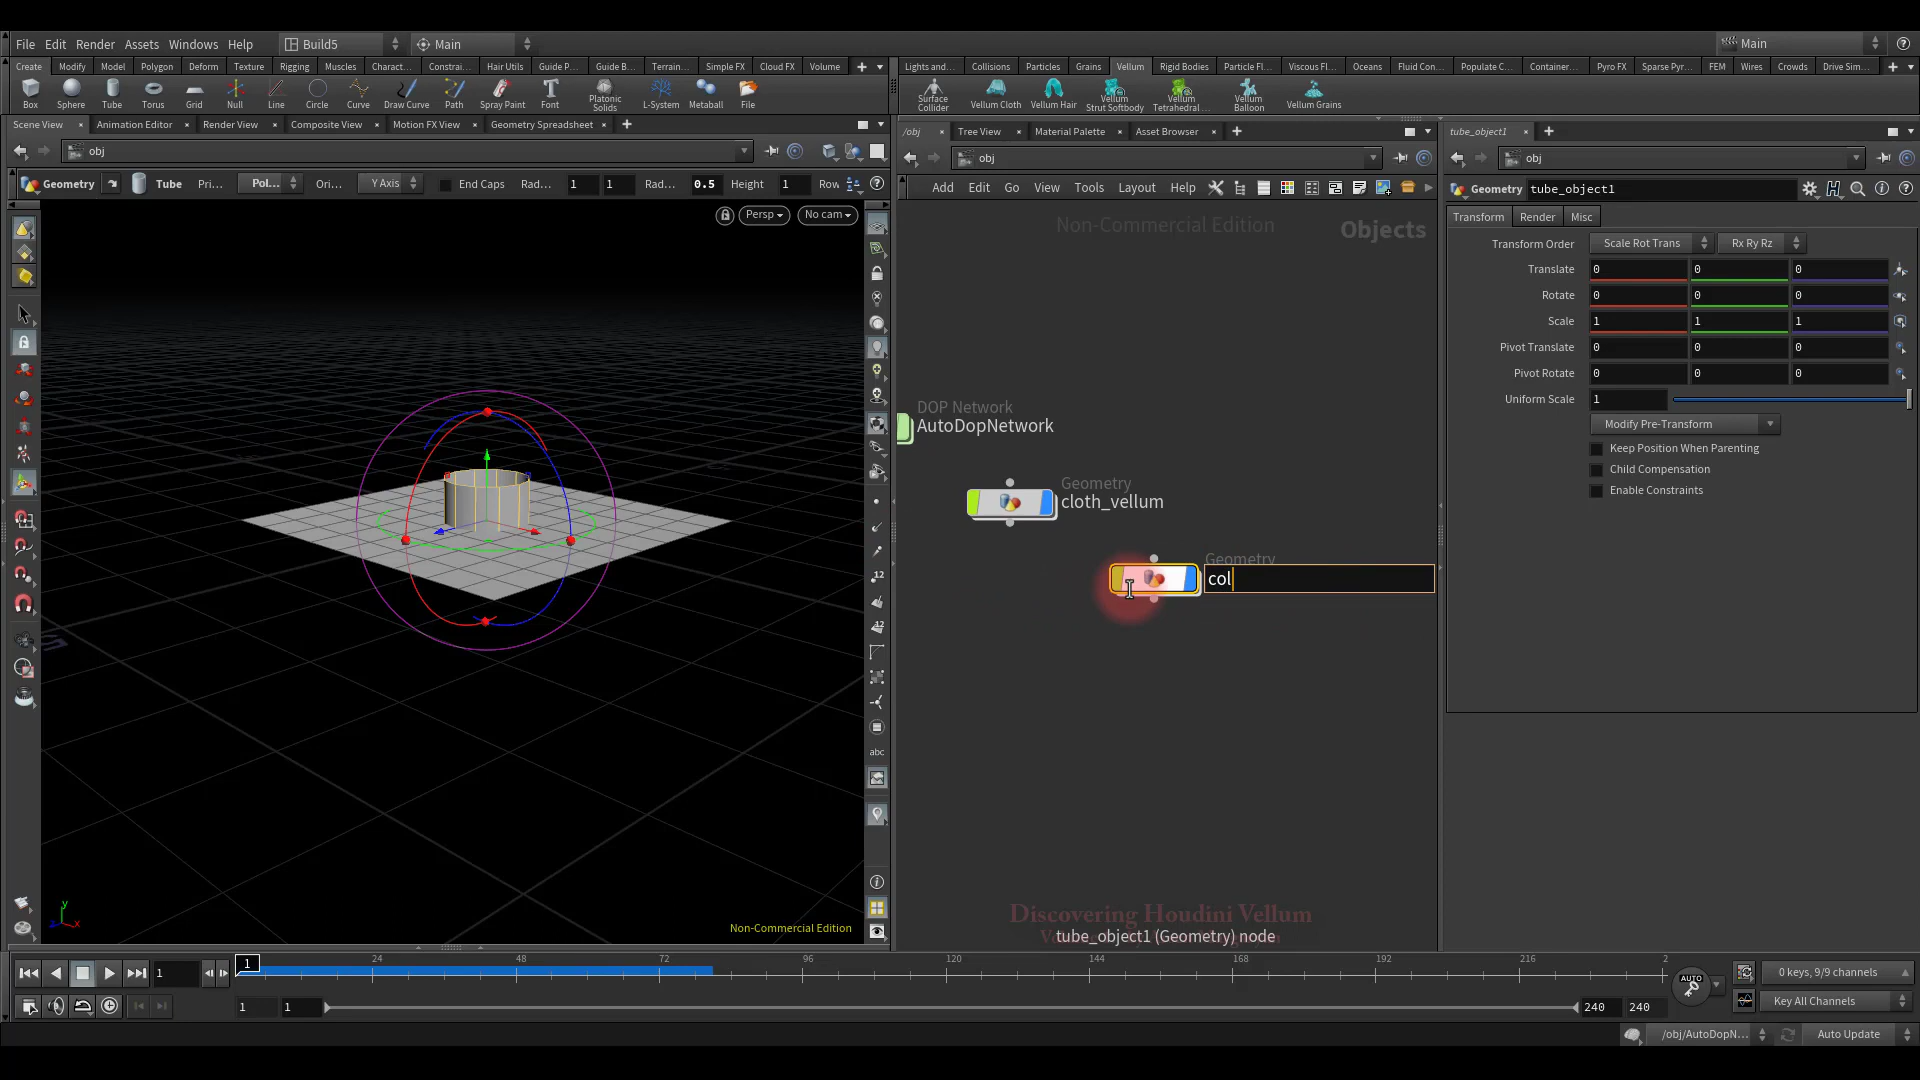 File Edit Render Assets Windows Help Build5 Main Main
Create Modify Model Polygon Deform Texture Rigging Muscles Charact... Constrai... Hair Utils Guide P... Guide B... Terrain... Simple FX Cloud FX Volume
Lights and... Collisions Particles Grains Vellum Rigid Bodies Particle Fl... Viscous Fl... Oceans Fluid Con... Populate C... Container... Pyro FX Sparse Pyr... FEM Wires Crowds Drive Sim...
Box Sphere Tube Torus Grid Null Line Circle Curve Draw Curve Path Spray Paint Font Platonic Solids L-System Metaball File
Surface Collider Vellum Cloth Vellum Hair Vellum Strut Softbody Vellum Tetrahedral ... Vellum Balloon Vellum Grains
Scene View Animation Editor Render View Composite View Motion FX View Geometry Spreadsheet
/obj Tree View Material Palette Asset Browser tube_object1
obj
obj
obj
Geometry Tube Pri... Pol... Ori... Y Axis End Caps Rad... 1 1 Rad... 0.5 Height 1 Row
Add Edit Go View Tools Layout Help
Geometry tube_object1
Persp No cam
Non-Commercial Edition Objects
Transform Render Misc
Transform Order Scale Rot Trans Rx Ry Rz
Translate 0 0 0
Rotate 0 0 0
Scale 1 1 1
Pivot Translate 0 0 0
Pivot Rotate 0 0 0
Uniform Scale 1
Modify Pre-Transform
Keep Position When Parenting
Child Compensation
Enable Constraints
DOP Network
AutoDopNetwork
Geometry
cloth_vellum
Geometry
col
12
12
abc
y
x
z
Non-Commercial Edition
Discovering Houdini Vellum
tube_object1 (Geometry) node
1 1 24 48 72 96 120 144 168 192 216 2
AUTO
0 keys, 9/9 channels
1 1 240 240
Key All Channels
/obj/AutoDopN... Auto Update